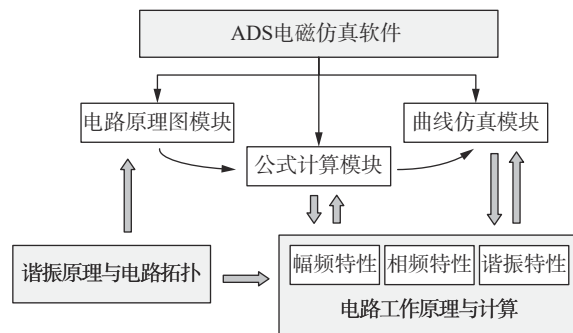 ADS电磁仿真软件
电路原理图模块
曲线仿真模块
公式计算模块
谐振原理与电路拓扑
幅频特性
相频特性
谐振特性
电路工作原理与计算